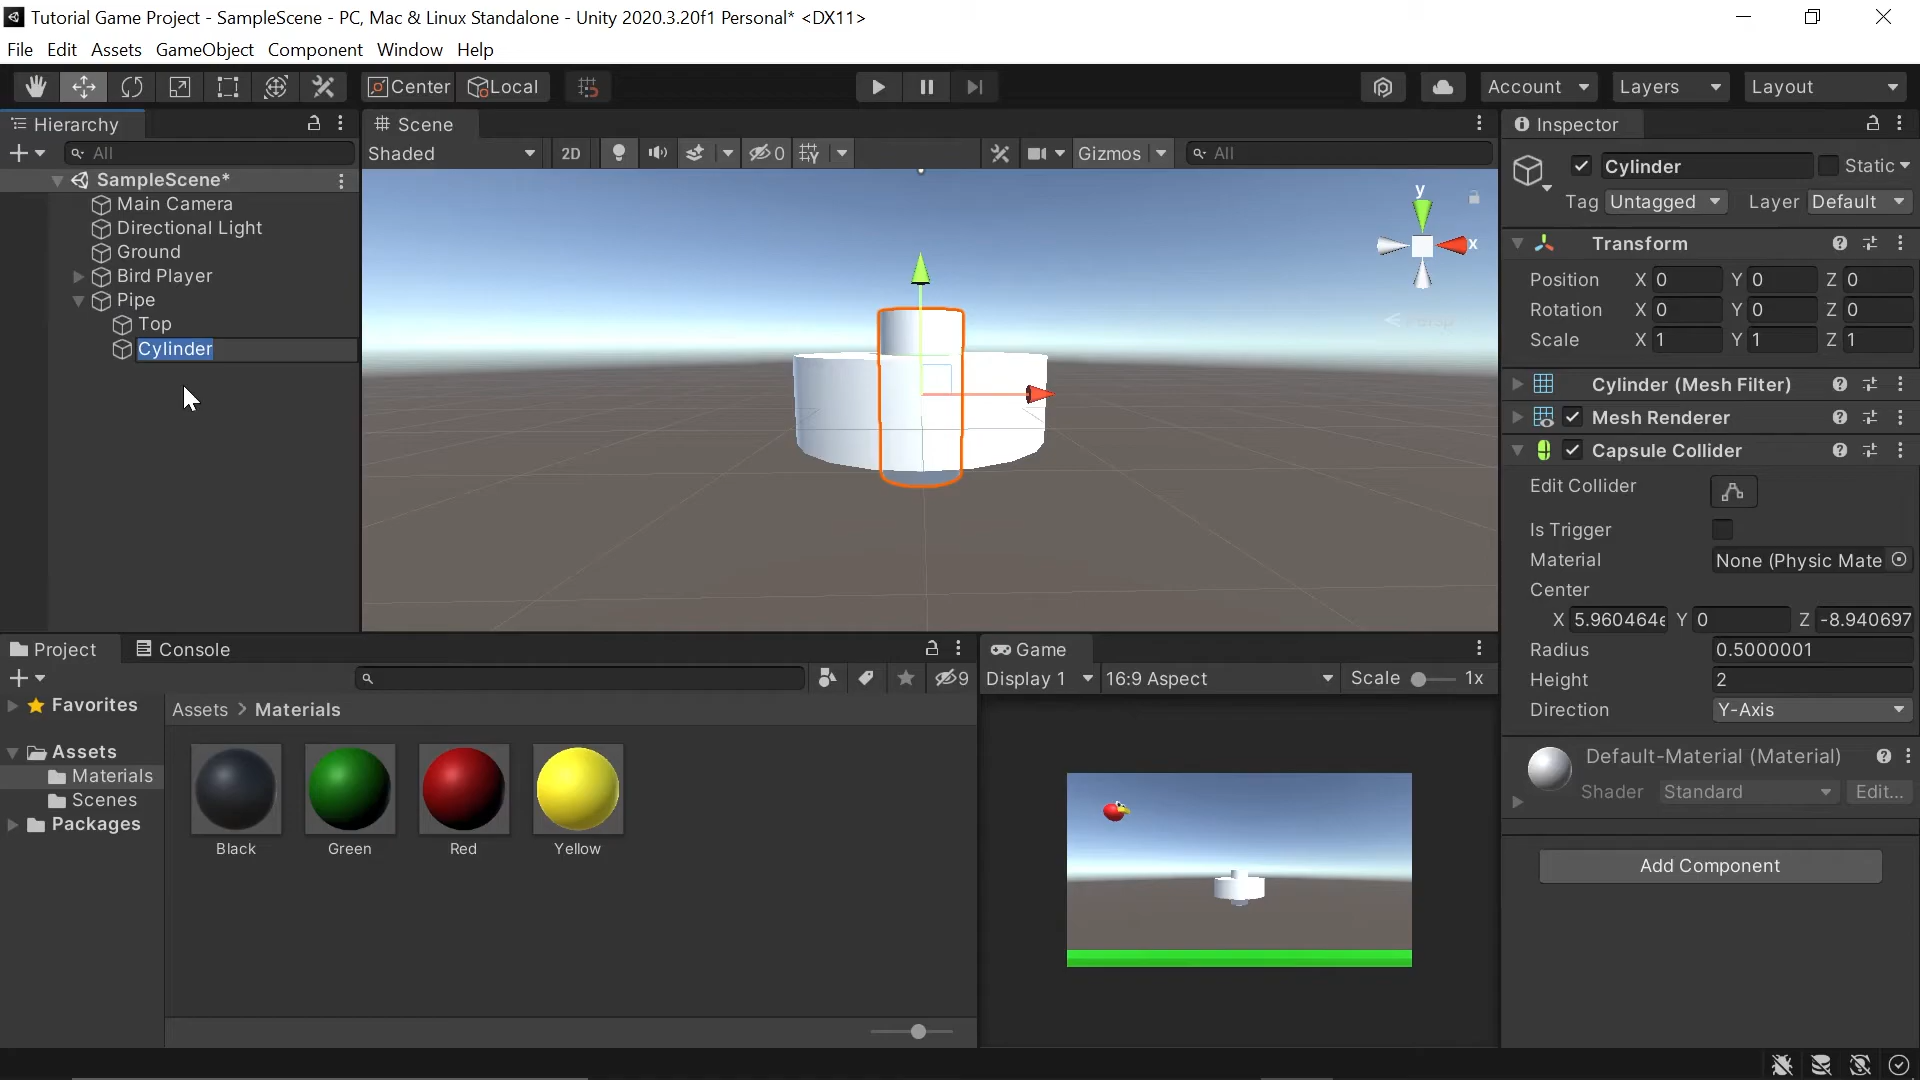 Tutorial Game Project - SampleScene - PC, Mac & Linux Standalone - Unity 2020.3.20f1 Personal* <DX11>
File Edit Assets GameObject Component Window Help
Center Local Account Layers Layout
Hierarchy
All
SampleScene*
Main Camera
Directional Light
Ground
Bird Player
Pipe
Top
Cylinder
Scene
Shaded 2D 0 Gizmos All
y
x
Persp
Inspector
Cylinder Static
Tag Untagged Layer Default
Transform
Position X 0 Y 0 Z 0
Rotation X 0 Y 0 Z 0
Scale X 1 Y 1 Z 1
Cylinder (Mesh Filter)
Mesh Renderer
Capsule Collider
Edit Collider
Is Trigger
Material None (Physic Mate
Center
X 5.960464e Y 0 Z -8.940697
Radius 0.5000001
Height 2
Direction Y-Axis
Default-Material (Material)
Shader Standard Edit...
Add Component
Project Console
9
Favorites
Assets
Materials
Scenes
Packages
Assets > Materials
Black Green Red Yellow
Game
Display 1 16:9 Aspect Scale 1x